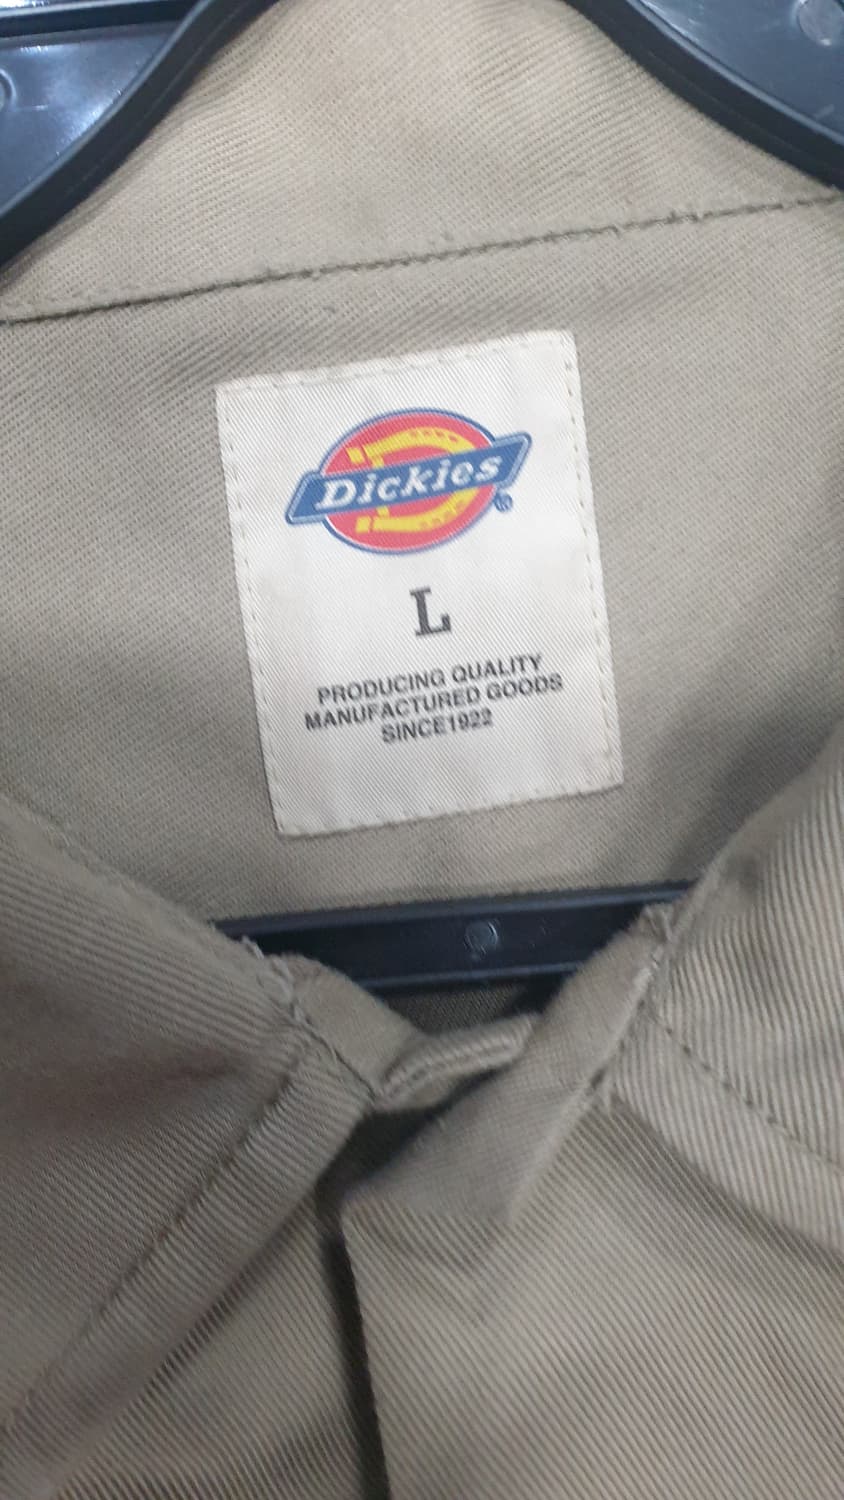 Dickies®
L
PRODUCING QUALITY
MANUFACTURED GOODS
SINCE1922